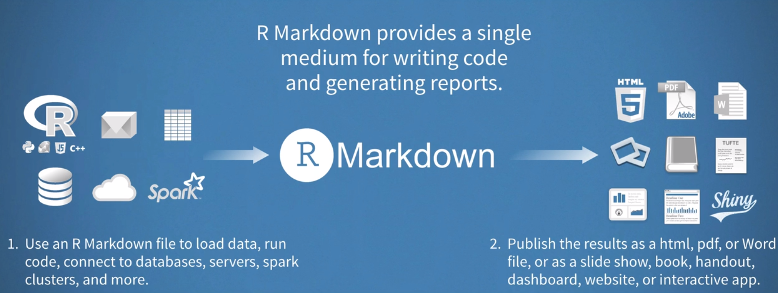 R Markdown provides a single
medium for writing code
and generating reports.
HTML
5
PDF
Adobe
W
R
JS C++
R Markdown
TUFTE
Spark
Shiny
1. Use an R Markdown file to load data, run
code, connect to databases, servers, spark
clusters, and more.
2. Publish the results as a html, pdf, or Word
file, or as a slide show, book, handout,
dashboard, website, or interactive app.